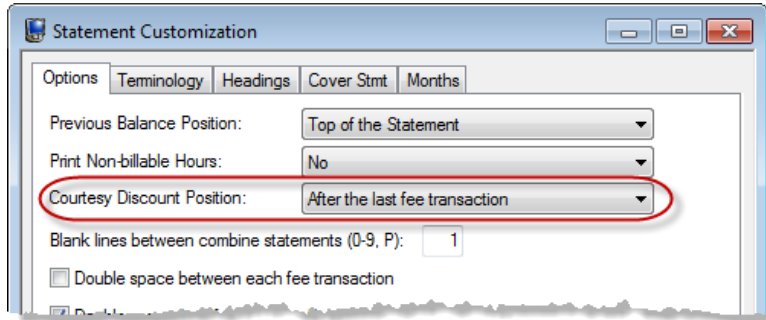 Statement Customization
Options Terminology Headings Cover Stmt Months
Previous Balance Position: Top of the Statement
Print Non-billable Hours: No
Courtesy Discount Position: After the last fee transaction
Blank lines between combine statements (0-9, P): 1
Double space between each fee transaction